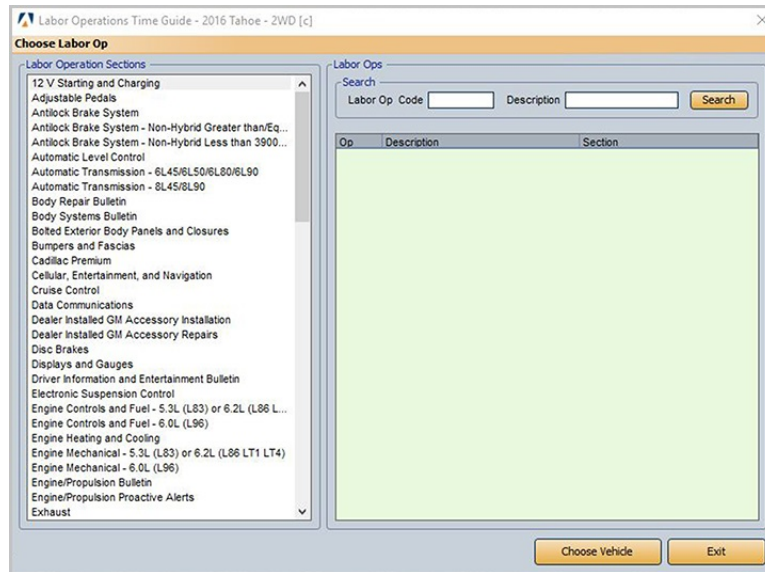 Labor Operations Time Guide - 2016 Tahoe - 2WD [c]
Choose Labor Op
Labor Operation Sections
12 V Starting and Charging
Adjustable Pedals
Antilock Brake System
Antilock Brake System - Non-Hybrid Greater than/Eq...
Antilock Brake System - Non-Hybrid Less than 3900...
Automatic Level Control
Automatic Transmission - 6L45/6L50/6L80/6L90
Automatic Transmission - 8L45/8L90
Body Repair Bulletin
Body Systems Bulletin
Bolted Exterior Body Panels and Closures
Bumpers and Fascias
Cadillac Premium
Cellular, Entertainment, and Navigation
Cruise Control
Data Communications
Dealer Installed GM Accessory Installation
Dealer Installed GM Accessory Repairs
Disc Brakes
Displays and Gauges
Driver Information and Entertainment Bulletin
Electronic Suspension Control
Engine Controls and Fuel - 5.3L (L83) or 6.2L (L86 L...
Engine Controls and Fuel - 6.0L (L96)
Engine Heating and Cooling
Engine Mechanical - 5.3L (L83) or 6.2L (L86 LT1 LT4)
Engine Mechanical - 6.0L (L96)
Engine/Propulsion Bulletin
Engine/Propulsion Proactive Alerts
Exhaust
Labor Ops
Search
Labor Op Code Description Search
Op Description Section
Choose Vehicle Exit